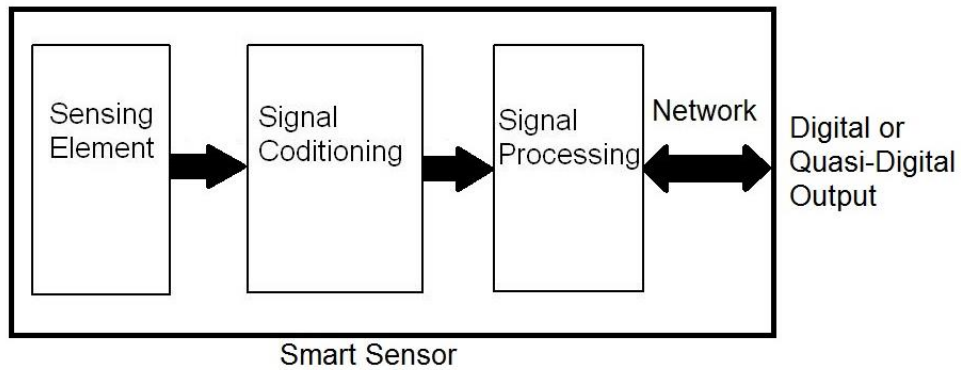 Sensing
Element
Signal
Coditioning
Signal
Processing
Network
Digital or
Quasi-Digital
Output
Smart Sensor